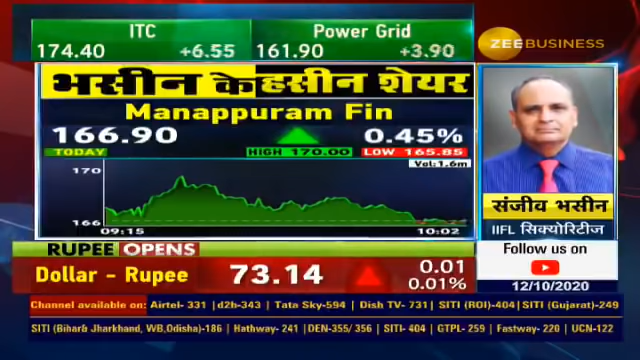 ITC
174.40 +6.55
Power Grid
161.90 +3.90
ZEE BUSINESS
भसीन के हसीन शेयर
Manappuram Fin
166.90 0.45%
TODAY HIGH 170.00 LOW 165.85
Vol:1.6m
170
166
09:15 10:02
संजीव भसीन
IIFL सिक्योरिटीज
RUPEE OPENS
Dollar - Rupee 73.14 0.01
0.01%
Follow us on
12/10/2020
Channel available on: Airtel- 331 |d2h-343 | Tata Sky-594 | Dish TV- 731| SITI (ROI)-404 |SITI (Gujarat)-249
SITI (Bihar& Jharkhand, WB,Odisha)-186 | Hathway- 241 |DEN-355, 356 | SITI- 404 | GTPL- 259 | Fastway- 220 | UCN-122